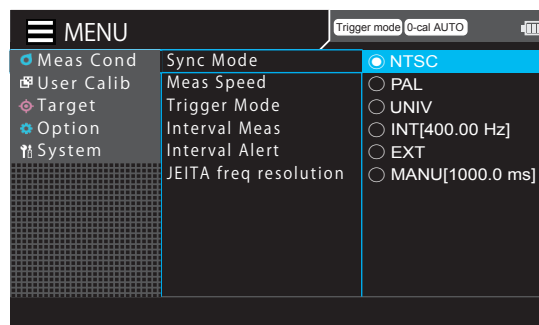 MENU
Trigger mode 0-cal AUTO
Meas Cond
User Calib
Target
Option
System
Sync Mode
Meas Speed
Trigger Mode
Interval Meas
Interval Alert
JEITA freq resolution
NTSC
PAL
UNIV
INT[400.00 Hz]
EXT
MANU[1000.0 ms]